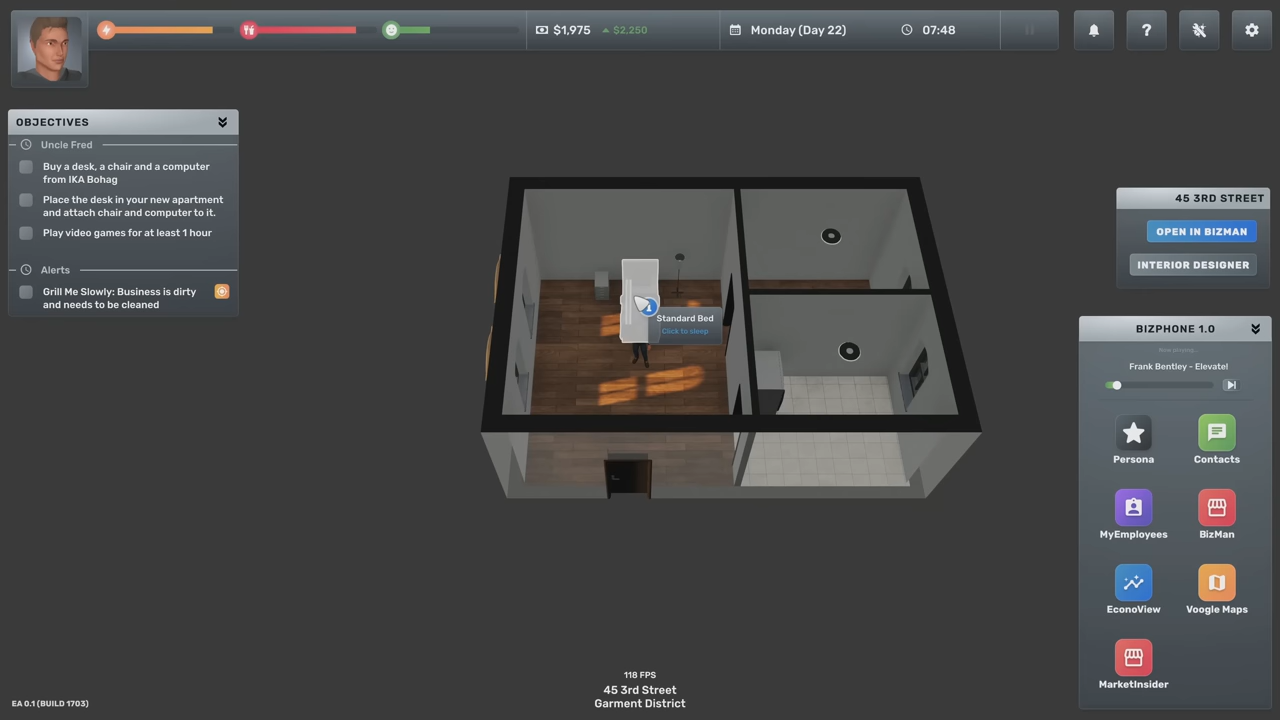 $1,975
$2,250
Monday (Day 22)
07:48
?
OBJECTIVES
Uncle Fred
Buy a desk, a chair and a computer
from IKA Bohag
Place the desk in your new apartment
and attach chair and computer to it.
Play video games for at least 1 hour
Alerts
Grill Me Slowly: Business is dirty
and needs to be cleaned
Standard Bed
Click to sleep
45 3RD STREET
OPEN IN BIZMAN
INTERIOR DESIGNER
BIZPHONE 1.0
Now playing...
Frank Bentley - Elevate!
Persona
Contacts
MyEmployees
BizMan
EconoView
Voogle Maps
MarketInsider
118 FPS
45 3rd Street
Garment District
EA 0.1 (BUILD 1703)